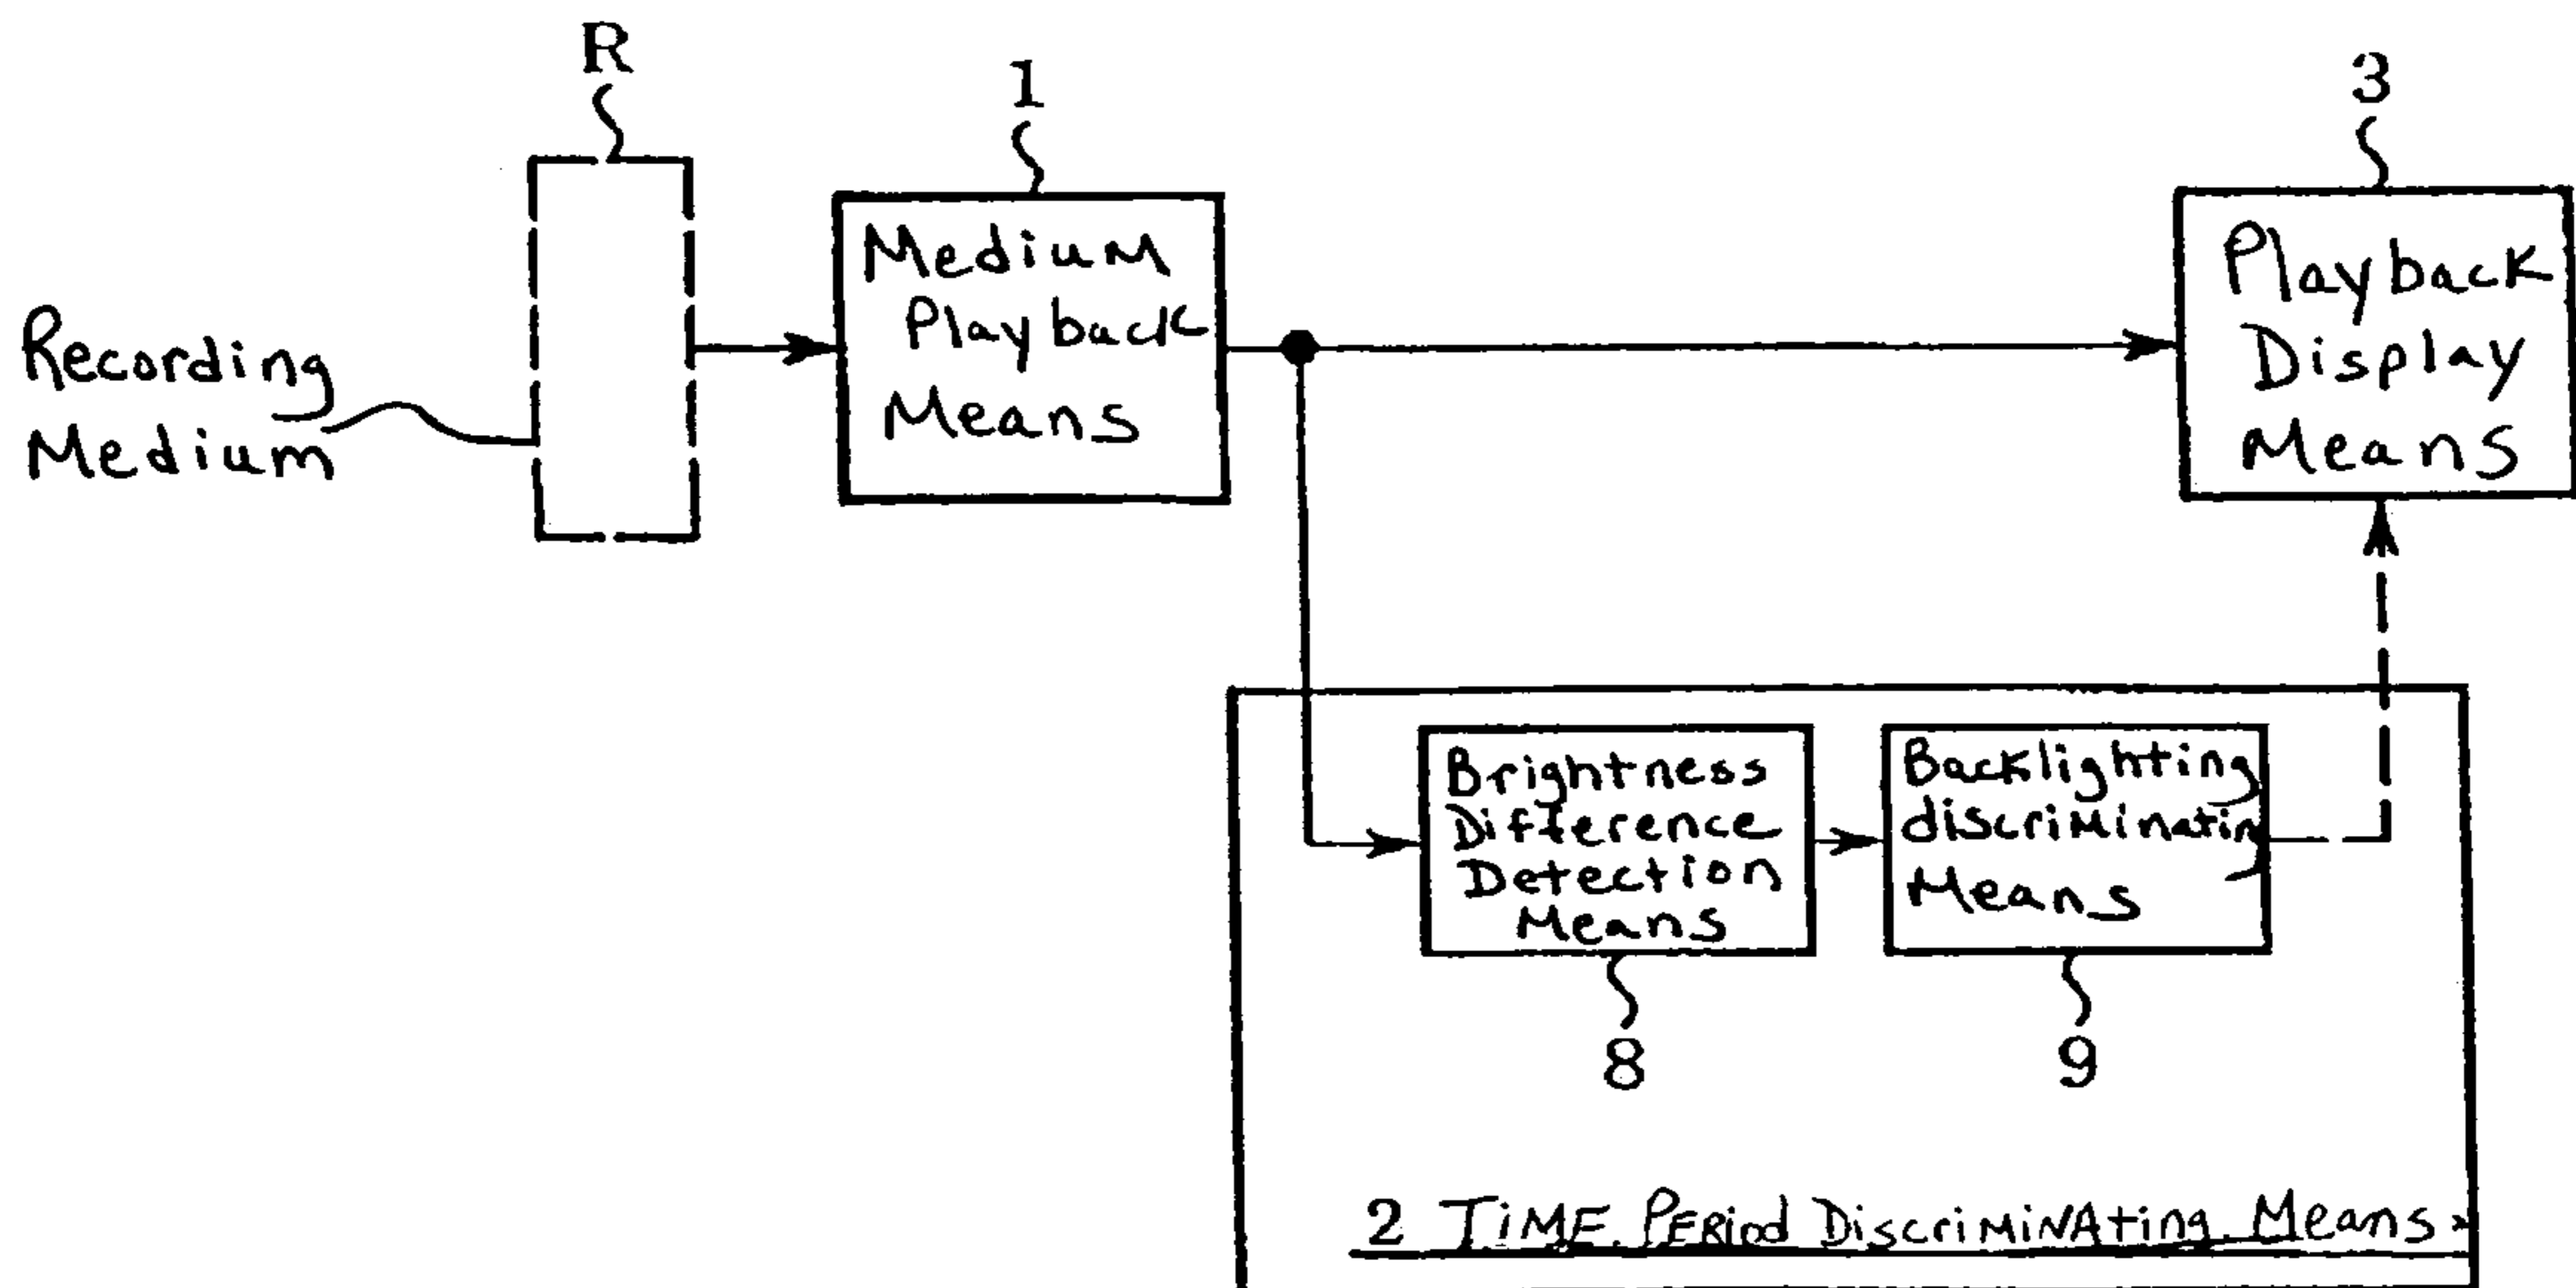 R
1
3
Recording
Medium
Medium
Playback
Means
Playback
Display
Means
Brightness
Difference
Detection
Means
Backlighting
discriminating
Means
8
9
2 TIME PERiod DiscriMiNAting Means